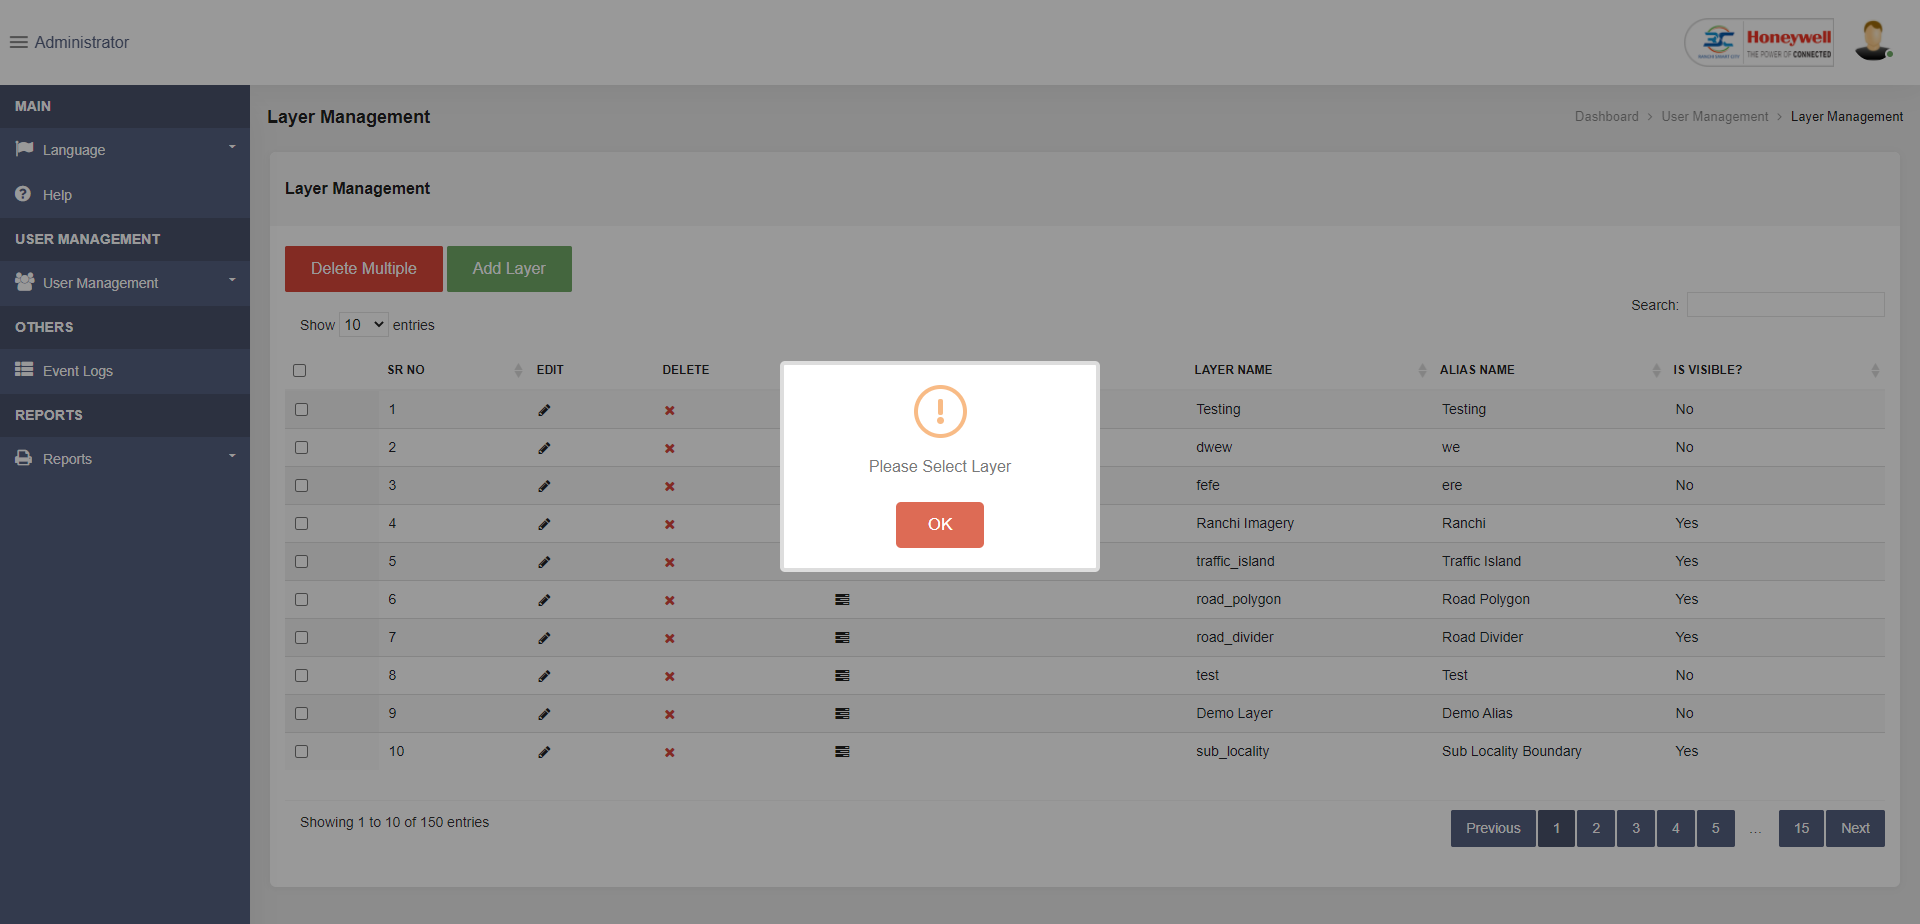 Administrator
Honeywell
THE POWER OF CONNECTED
MAIN
Language
Help
USER MANAGEMENT
User Management
OTHERS
Event Logs
REPORTS
Reports
Layer Management
Dashboard > User Management > Layer Management
Layer Management
Delete Multiple Add Layer
Search:
Show 10 entries
SR NO EDIT DELETE LAYER NAME ALIAS NAME IS VISIBLE?
1 Testing Testing No
2 dwew we No
3 fefe ere No
4 Ranchi Imagery Ranchi Yes
5 traffic_island Traffic Island Yes
6 road_polygon Road Polygon Yes
7 road_divider Road Divider Yes
8 test Test No
9 Demo Layer Demo Alias No
10 sub_locality Sub Locality Boundary Yes
Please Select Layer
OK
Showing 1 to 10 of 150 entries
Previous 1 2 3 4 5 ... 15 Next